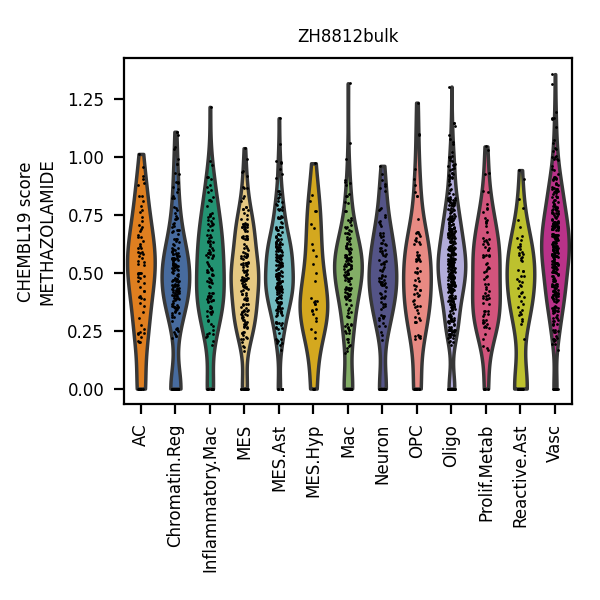 ZH8812bulk
CHEMBL19 score
METHAZOLAMIDE
1.25
1.00
0.75
0.50
0.25
0.00
AC
Chromatin.Reg
Inflammatory.Mac
MES
MES.Ast
MES.Hyp
Mac
Neuron
OPC
Oligo
Prolif.Metab
Reactive.Ast
Vasc